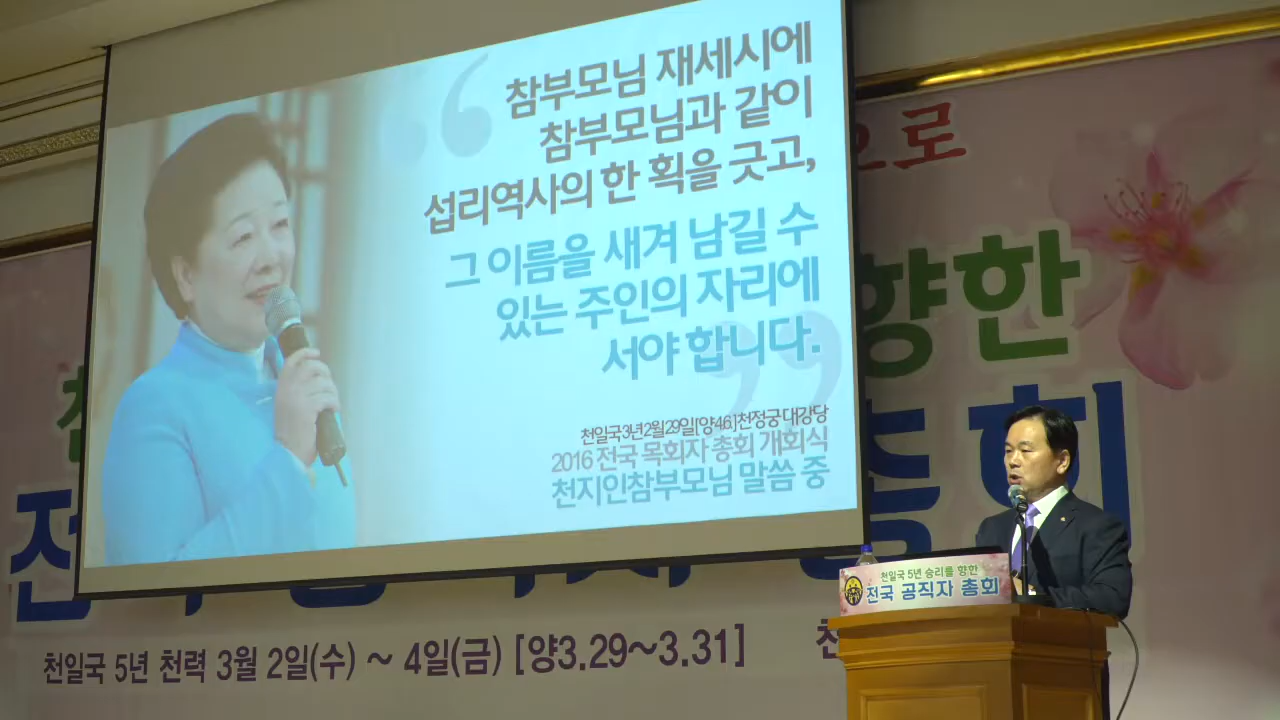 참부모님 재세시에
참부모님과 같이
섭리역사의 한 획을 긋고,
그 이름을 새겨 남길 수
있는 주인의 자리에
서야 합니다.
천일국3년2월29일[양4.6.]천정궁 대강당
2016 전국 목회자 총회 개회식
천지인참부모님 말씀 중
으로
향한
전
총회
천일국 5년 천력 3월 2일(수) ~ 4일(금) [양3.29~3.31]
천
천일국 5년 승리를 향한
전국 공직자 총회